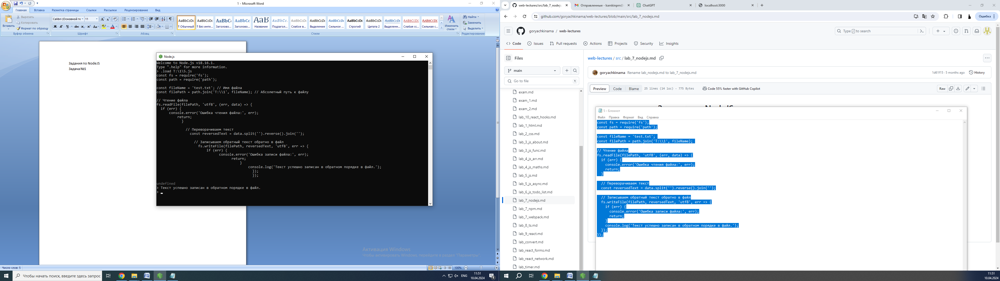 1 - Microsoft Word
Главная Вставка Разметка страницы Ссылки Рассылки Рецензирование Вид
Вставить
Вырезать
Копировать
Формат по образцу
Буфер обмена
Calibri (Основной те 11
Шрифт
Абзац
AaBbCcDc AaBbCcDc AaBbCc AaBbCc AaB AaBbCc. AaBbCcDc AaBbCcDc AaBbCcDc AaBbCcDc AaBbCcDc AaBbCcDc AaBbCcDc AaBbCcDc
¶ Обычный ¶ Без инте... Заголово... Заголово... Название Подзагол... Слабое в... Выделение Сильное ... Строгий Цитата 2 Выделенн... Слабая сс... Сильная с...
Изменить стили
Стили
Найти
Заменить
Выделить
Редактирование
Задания по NodeJS
Задача №1
Node.js
Welcome to Node.js v18.16.1.
Type ".help" for more information.
> .load T:\1\5.js
const fs = require('fs');
const path = require('path');
const fileName = 'test.txt'; // Имя файла
const filePath = path.join('T:\\1', fileName); // Абсолютный путь к файлу
// Чтение файла
fs.readFile(filePath, 'utf8', (err, data) => {
if (err) {
console.error('Ошибка чтения файла:', err);
return;
}
// Переворачиваем текст
const reversedText = data.split('').reverse().join('');
// Записываем обратный текст обратно в файл
fs.writeFile(filePath, reversedText, 'utf8', err => {
if (err) {
console.error('Ошибка записи файла:', err);
return;
}
console.log('Текст успешно записан в обратном порядке в файл.');
});
});
undefined
> Текст успешно записан в обратном порядке в файл.
>
Активация Windows
Чтобы активировать Windows, перейдите в раздел "Параметры".
Число слов: 5
100%
Чтобы начать поиск, введите здесь запрос
ENG
11:51
10.04.2024
4
web-lectures/src/lab_7_nodejs.
Отправленные - kamkinpm@
ChatGPT
localhost:3000
github.com/goryachkinama/web-lectures/blob/main/src/lab_7_nodejs.md
Ошибка
goryachkinama / web-lectures
Type / to search
Code Issues Pull requests Actions Projects Security Insights
Files
main
Go to file
t
exam.md
exam_1.md
exam_2.md
lab_10_react_hooks.md
lab_1_html.md
lab_2_css.md
lab_3_js_about.md
lab_3_js_func.md
lab_4_js_arr.md
lab_4_js_maths.md
lab_5_js.md
lab_5_js_async.md
lab_6_js_todo_list.md
lab_7_nodejs.md
lab_7_npm.md
lab_7_webpack.md
lab_8_ts.md
lab_9_react.md
lab_convert.md
lab_react_forms.md
lab_react_network.md
lab_timer.md
web-lectures / src / lab_7_nodejs.md
goryachkinama Rename lab_nodejs.md to lab_7_nodejs.md
1d61f15 · 5 months ago
History
Preview Code Blame
25 lines (14 loc) · 775 Bytes
Code 55% faster with GitHub Copilot
Raw
5 – Блокнот
Файл Правка Формат Вид Справка
const fs = require('fs');
const path = require('path');
const fileName = 'test.txt';
const filePath = path.join('T:\\1', fileName);
// Чтение файла
fs.readFile(filePath, 'utf8', (err, data) => {
if (err) {
console.error('Ошибка чтения файла:', err);
return;
}
// Переворачиваем текст
const reversedText = data.split('').reverse().join('');
// Записываем обратный текст обратно в файл
fs.writeFile(filePath, reversedText, 'utf8', err => {
if (err) {
console.error('Ошибка записи файла:', err);
return;
}
console.log('Текст успешно записан в обратном порядке в файл.');
});
});
11:51
10.04.2024